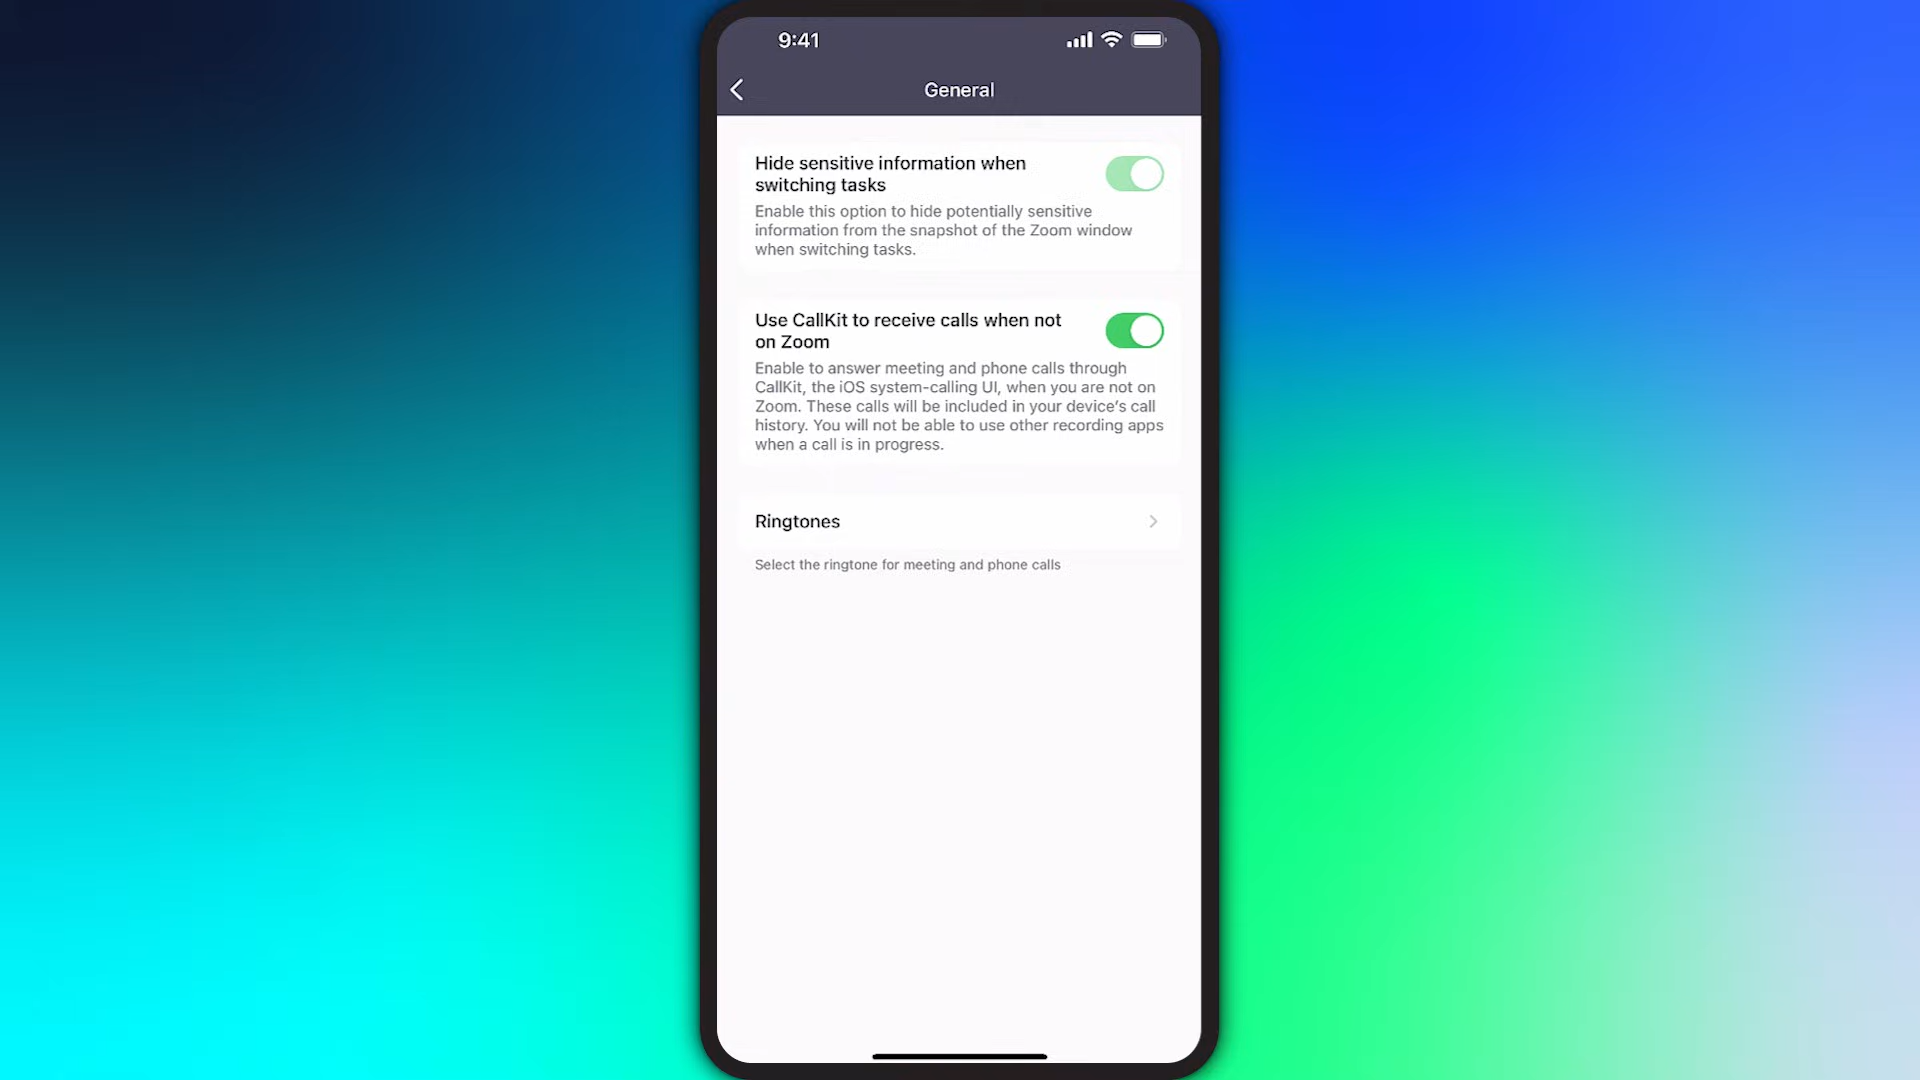 9:41
General
Hide sensitive information when
switching tasks
Enable this option to hide potentially sensitive
information from the snapshot of the Zoom window
when switching tasks.
Use CallKit to receive calls when not
on Zoom
Enable to answer meeting and phone calls through
CallKit, the iOS system-calling UI, when you are not on
Zoom. These calls will be included in your device's call
history. You will not be able to use other recording apps
when a call is in progress.
Ringtones
Select the ringtone for meeting and phone calls